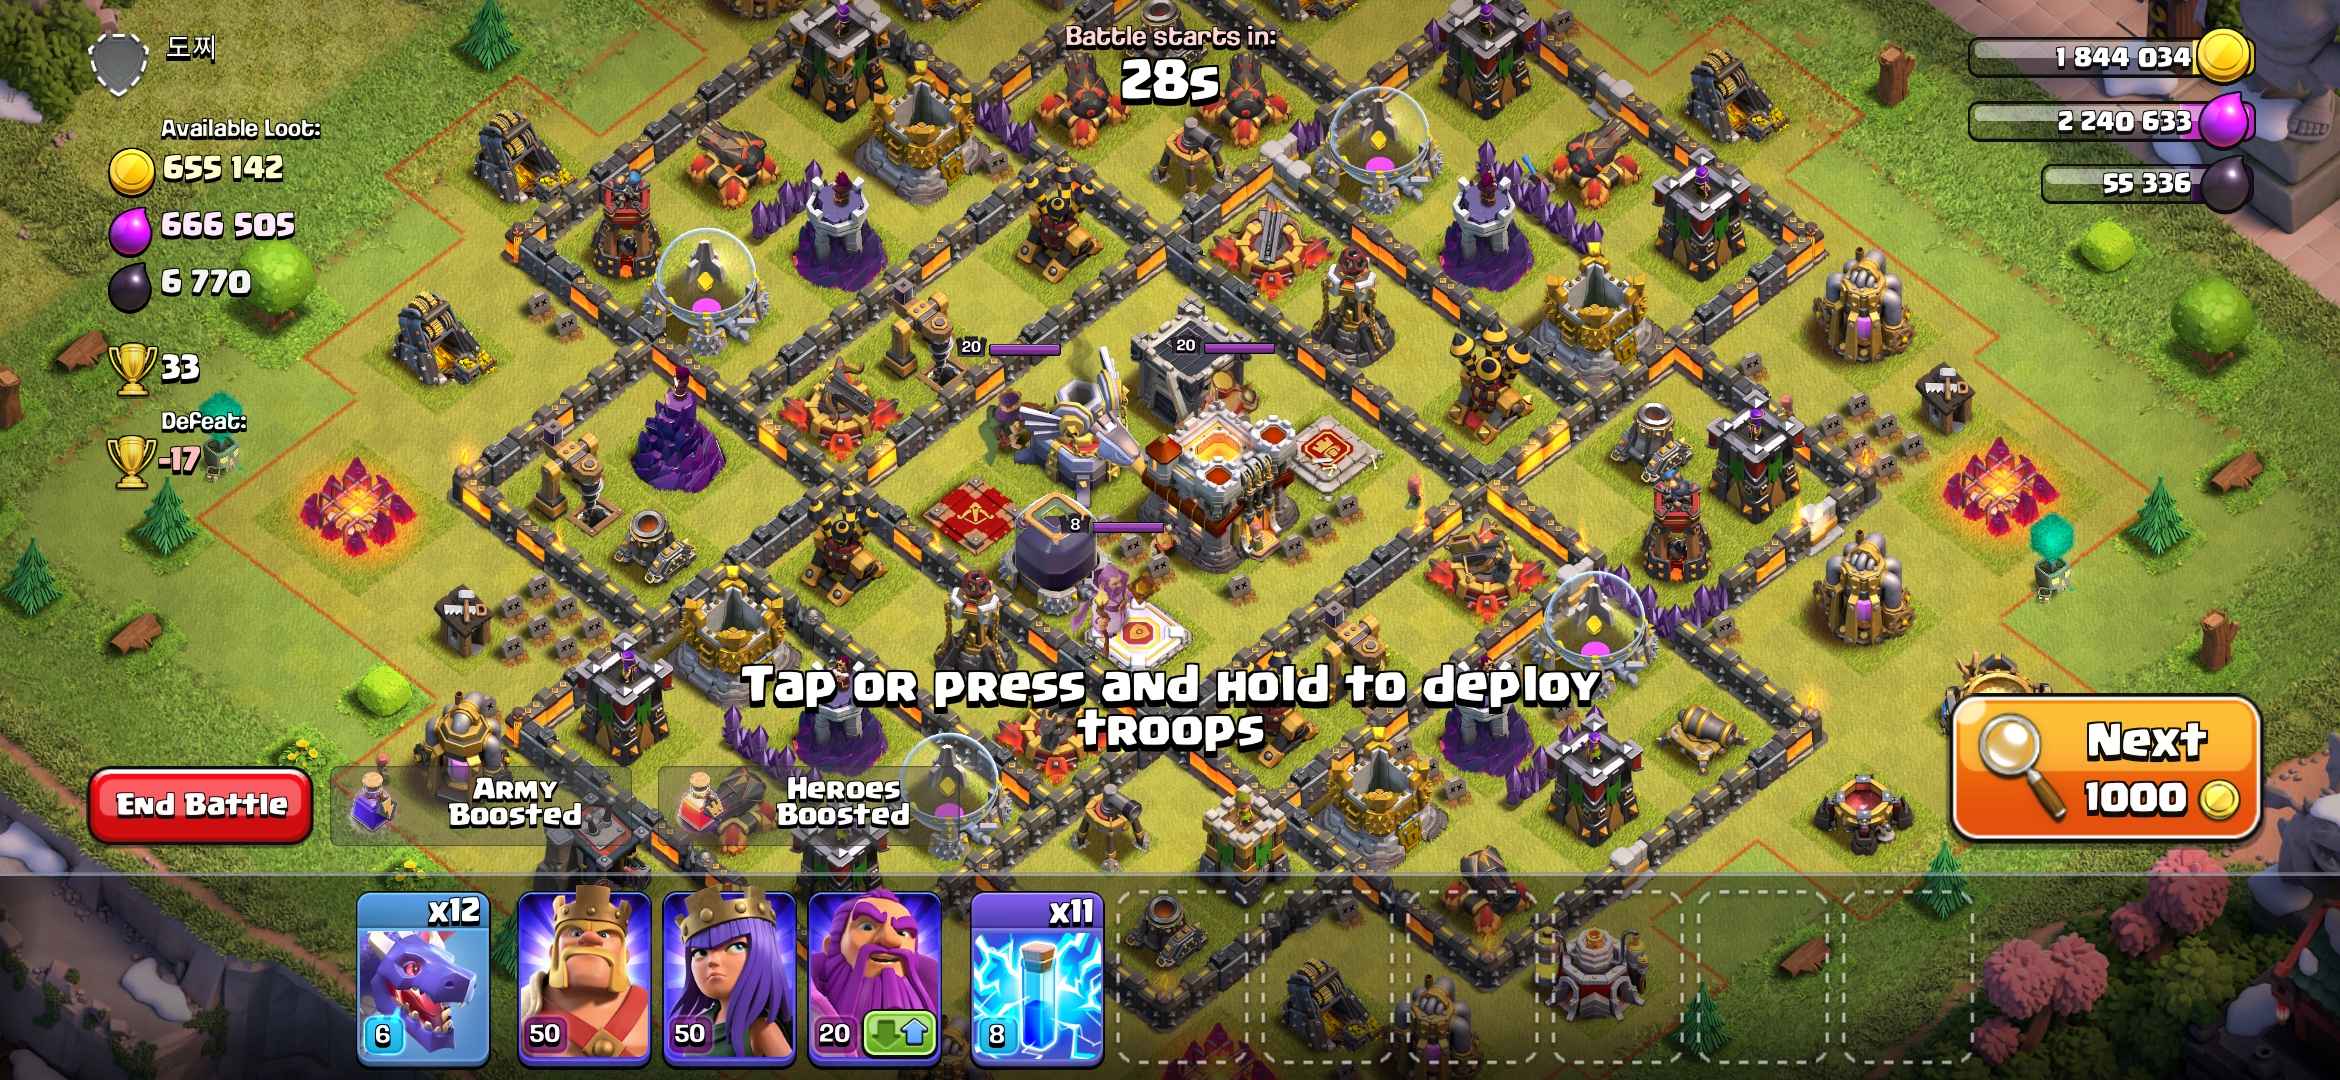 도찌
Battle starts in:
28s
1 844 034
2 240 633
55 336
Available Loot:
655 142
666 505
6 770
33
Defeat:
-17
20
20
8
Tap or press and hold to deploy
troops
End Battle
Army
Boosted
Heroes
Boosted
Next
1000
x12
6
50
50
20
x11
8